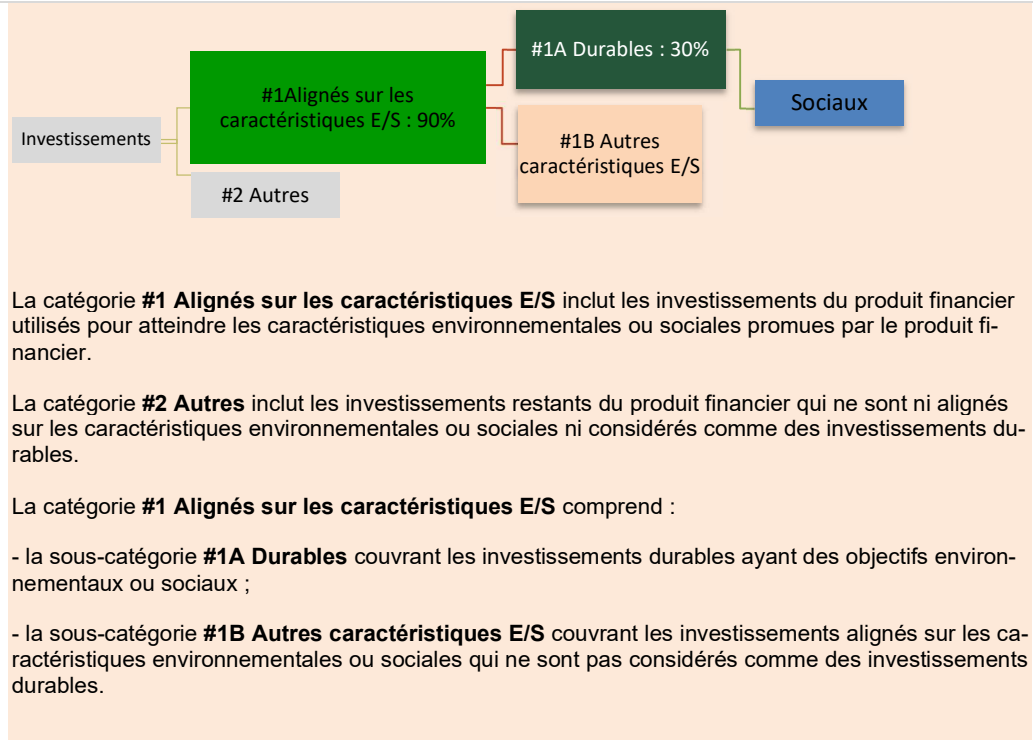 #1A Durables : 30%
#1Alignés sur les
caractéristiques E/S : 90%
Sociaux
Investissements
#1B Autres
caractéristiques E/S
#2 Autres
La catégorie #1 Alignés sur les caractéristiques E/S inclut les investissements du produit financier
utilisés pour atteindre les caractéristiques environnementales ou sociales promues par le produit fi-
nancier.
La catégorie #2 Autres inclut les investissements restants du produit financier qui ne sont ni alignés
sur les caractéristiques environnementales ou sociales ni considérés comme des investissements du-
rables.
La catégorie #1 Alignés sur les caractéristiques E/S comprend :
- la sous-catégorie #1A Durables couvrant les investissements durables ayant des objectifs environ-
nementaux ou sociaux ;
- la sous-catégorie #1B Autres caractéristiques E/S couvrant les investissements alignés sur les ca-
ractéristiques environnementales ou sociales qui ne sont pas considérés comme des investissements
durables.